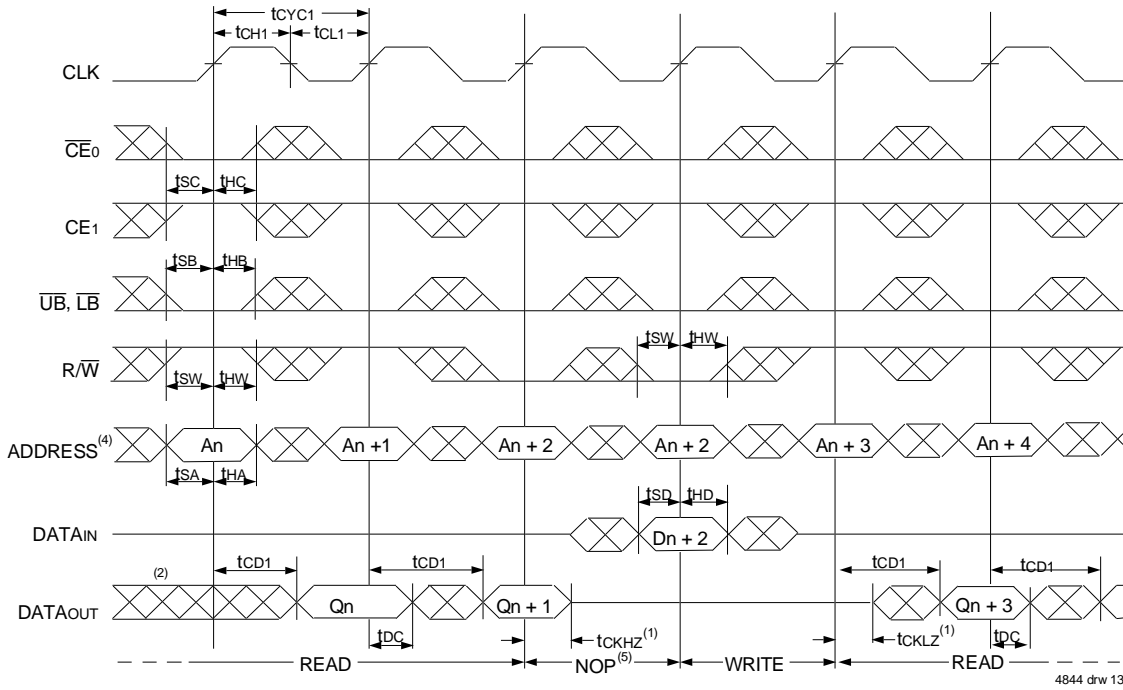 tCYC1
tCH1 tCL1
CLK
CE0
tSC tHC
CE1
tSB tHB
UB, LB
tSW tHW
R/W
tSW tHW
ADDRESS(4) An An +1 An + 2 An + 2 An + 3 An + 4
tSA tHA
tSD tHD
DATAIN Dn + 2
tCD1 tCD1 tCD1 tCD1
(2)
DATAOUT Qn Qn + 1 Qn + 3
tDC tCKHZ(1) tCKLZ(1) tDC
READ NOP(5) WRITE READ
4844 drw 13